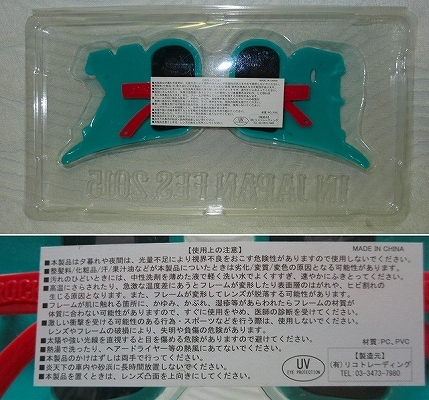 IN JAPAN FES 2015
【使用上の注意】
MADE IN CHINA
■本製品は夕暮れや夜間は、光量不足により視界不良をおこす危険性がありますので使用しないでください。
■整髪料/化粧品/汗/果汁油などが本製品についたときは劣化/変質/変色の原因となる可能性があります。
汚れのひどいときには、中性洗剤を薄めた液で軽く洗い水でよくすすぎ、速やかにふきとってください。
■高温にさらされたり、急激な温度差にあうとフレームが変形したり表面層のはがれや、ヒビ割れの
生じる原因となります。また、フレームが変形してレンズが脱落する可能性があります。
■フレームが肌に触れる箇所に、かゆみ、かぶれ、湿疹等があらわれたらフレームの材質が
体質に合わない可能性がありますので、すぐに使用をやめ、医師の診断を受けてください。
■激しい衝撃を受ける可能性のある行為・スポーツなどを行う際は、使用しないでください。
レンズやフレームの破損により、失明や負傷の危険があります。
■太陽や強い光線を直視すると目を傷める危険がありますので避けてください。
■熱湯で洗ったり、ヘアードライヤー等の熱風にあてないでください。
■本製品のかけはずしは両手で行ってください。
■炎天下の車内や砂浜に長時間放置しないでください。
■本製品を置くときは、レンズ凸面を上向きにしてください。
材質 PC、PVC
UV
EYE PROTECTION
【製造元】
(有)リコトレーディング
TEL:03-3473-7980